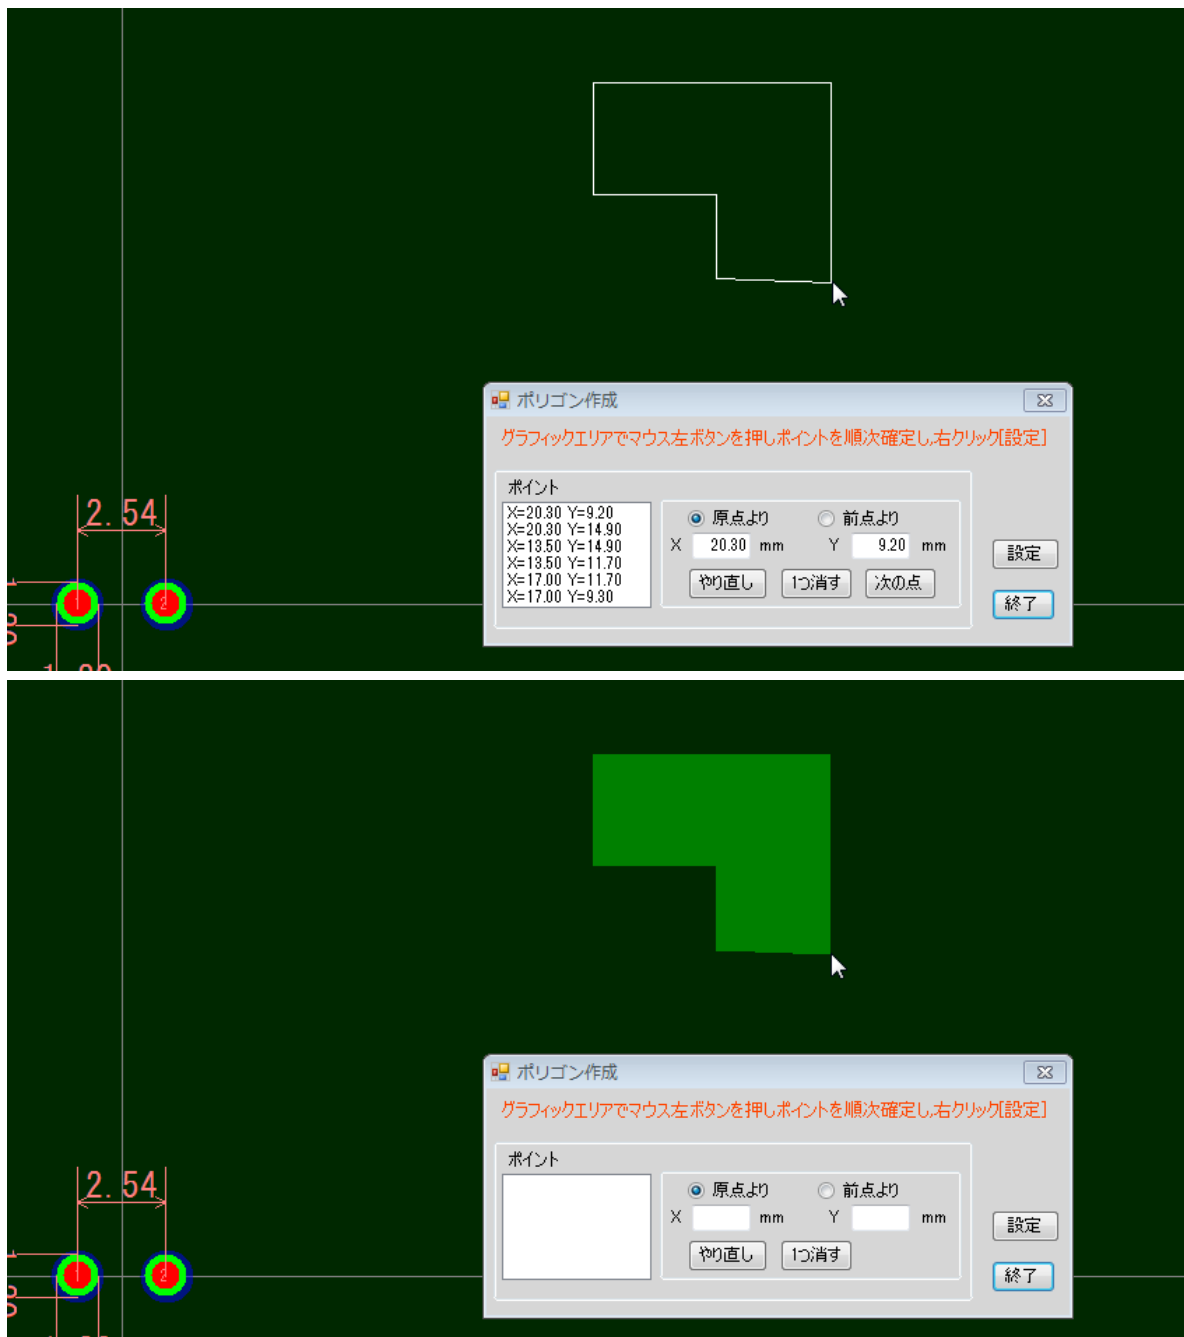 ポリゴン作成
グラフィックエリアでマウス左ボタンを押しポイントを順次確定し,右クリック[設定]
ポイント
X=20.30 Y=9.20
X=20.30 Y=14.90
X=13.50 Y=14.90
X=13.50 Y=11.70
X=17.00 Y=11.70
X=17.00 Y=9.30
原点より 前点より
X 20.30 mm Y 9.20 mm
やり直し 1つ消す 次の点
設定
終了
2.54
1 2
ポリゴン作成
グラフィックエリアでマウス左ボタンを押しポイントを順次確定し,右クリック[設定]
ポイント
原点より 前点より
X mm Y mm
やり直し 1つ消す
設定
終了
2.54
1 2